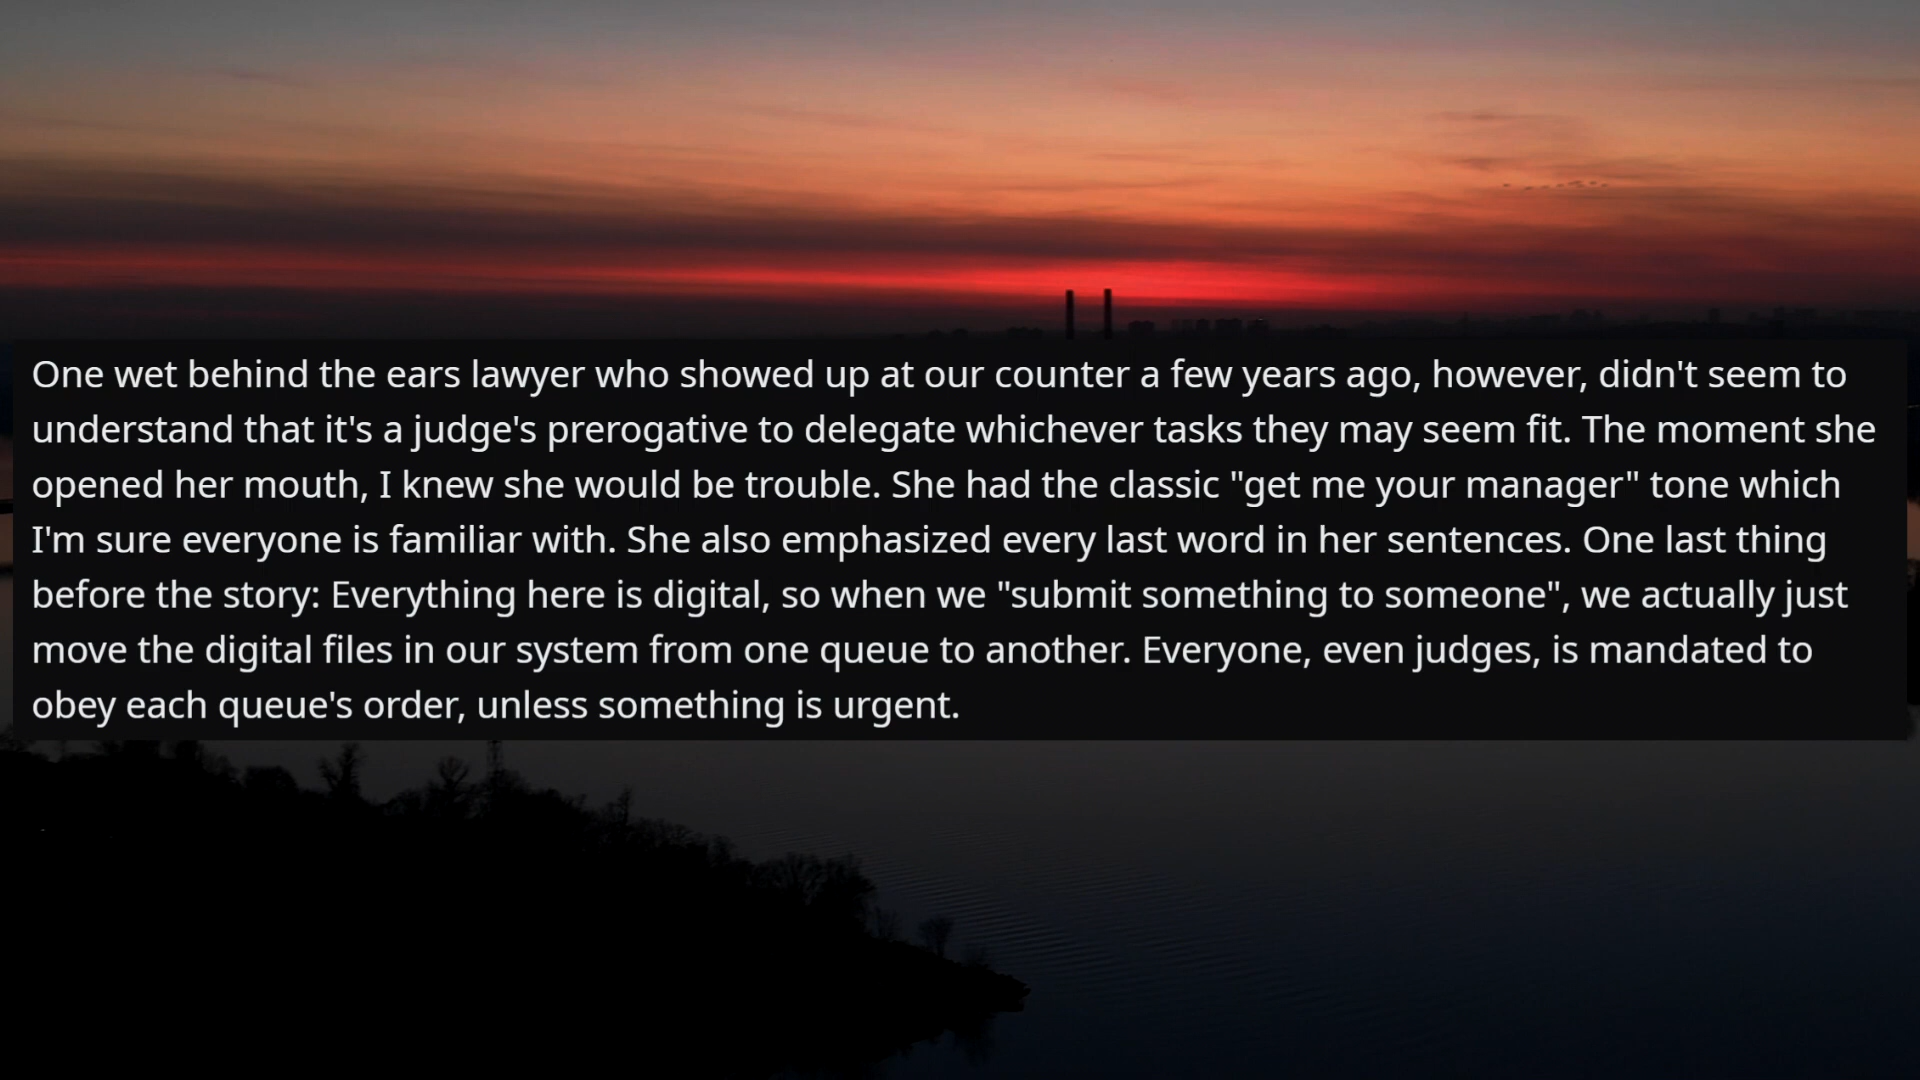 One wet behind the ears lawyer who showed up at our counter a few years ago, however, didn't seem to
understand that it's a judge's prerogative to delegate whichever tasks they may seem fit. The moment she
opened her mouth, I knew she would be trouble. She had the classic "get me your manager" tone which
I'm sure everyone is familiar with. She also emphasized every last word in her sentences. One last thing
before the story: Everything here is digital, so when we "submit something to someone", we actually just
move the digital files in our system from one queue to another. Everyone, even judges, is mandated to
obey each queue's order, unless something is urgent.